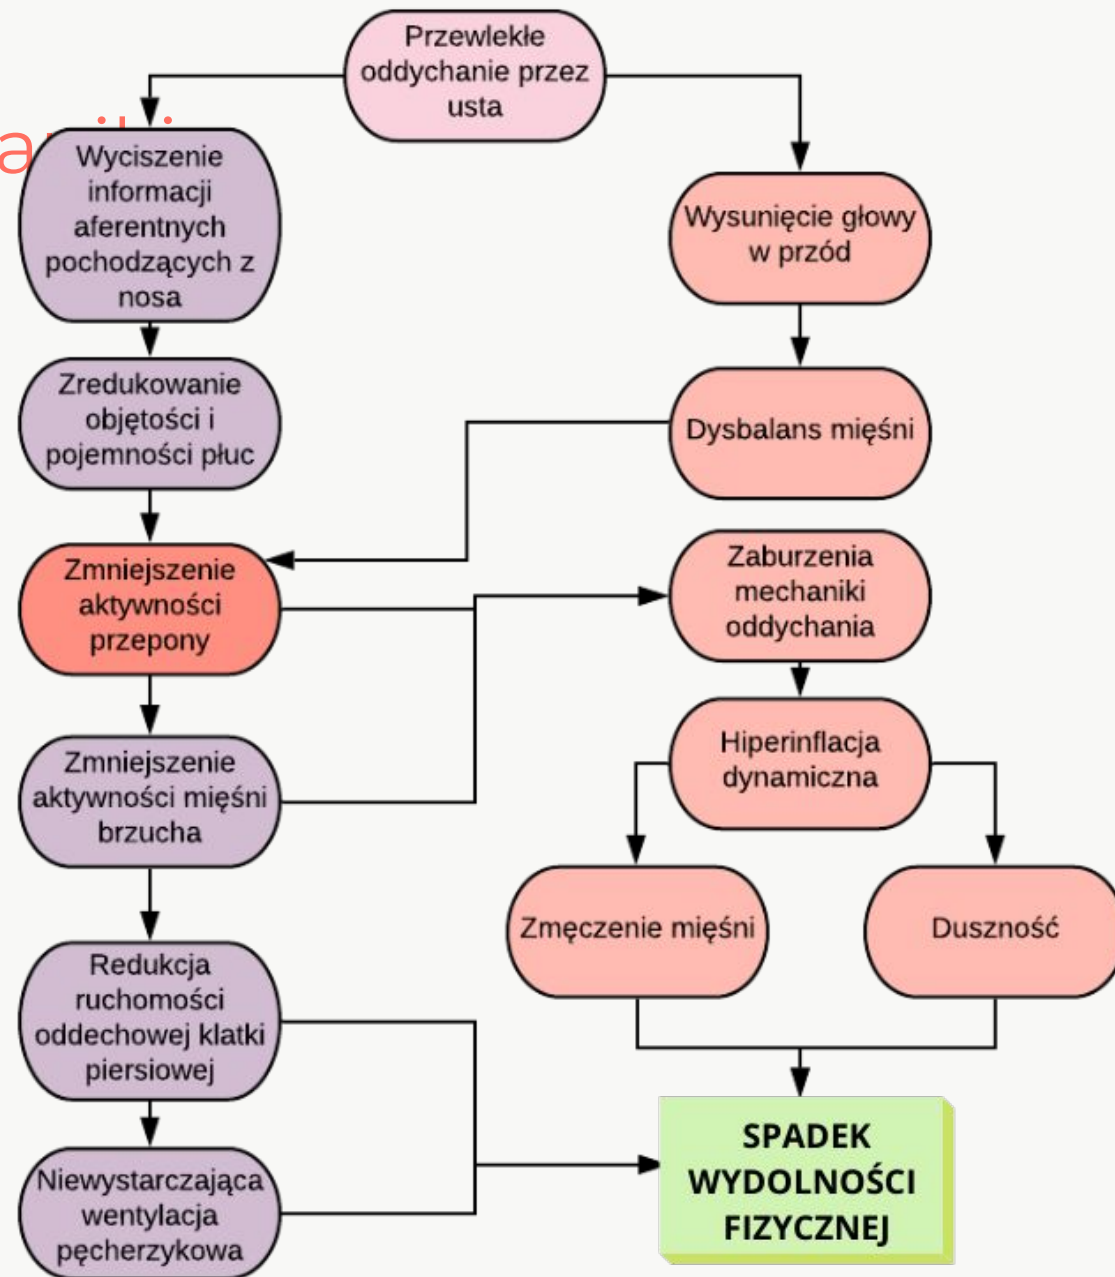 Przewlekłe
oddychanie przez
usta
Wyciszenie
informacji
aferentnych
pochodzących z
nosa
Zredukowanie
objętości i
pojemności płuc
Zmniejszenie
aktywności
przepony
Zmniejszenie
aktywności mięśni
brzucha
Redukcja
ruchomości
oddechowej klatki
piersiowej
Niewystarczająca
wentylacja
pęcherzykowa
Wysunięcie głowy
w przód
Dysbalans mięśni
Zaburzenia
mechaniki
oddychania
Hiperinflacja
dynamiczna
Zmęczenie mięśni
Duszność
SPADEK
WYDOLNOŚCI
FIZYCZNEJ